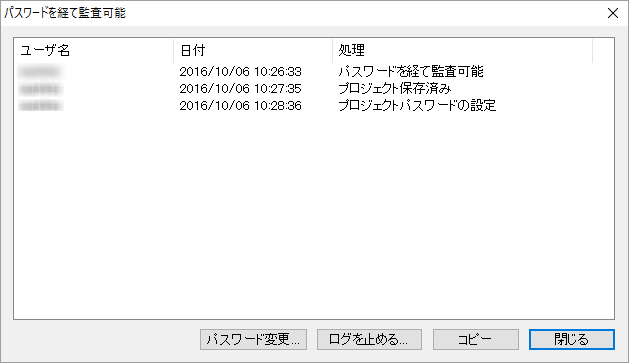 パスワードを経て監査可能
ユーザ名 日付 処理
2016/10/06 10:26:33 パスワードを経て監査可能
2016/10/06 10:27:35 プロジェクト保存済み
2016/10/06 10:28:36 プロジェクトパスワードの設定
パスワード変更... ログを止める... コピー 閉じる